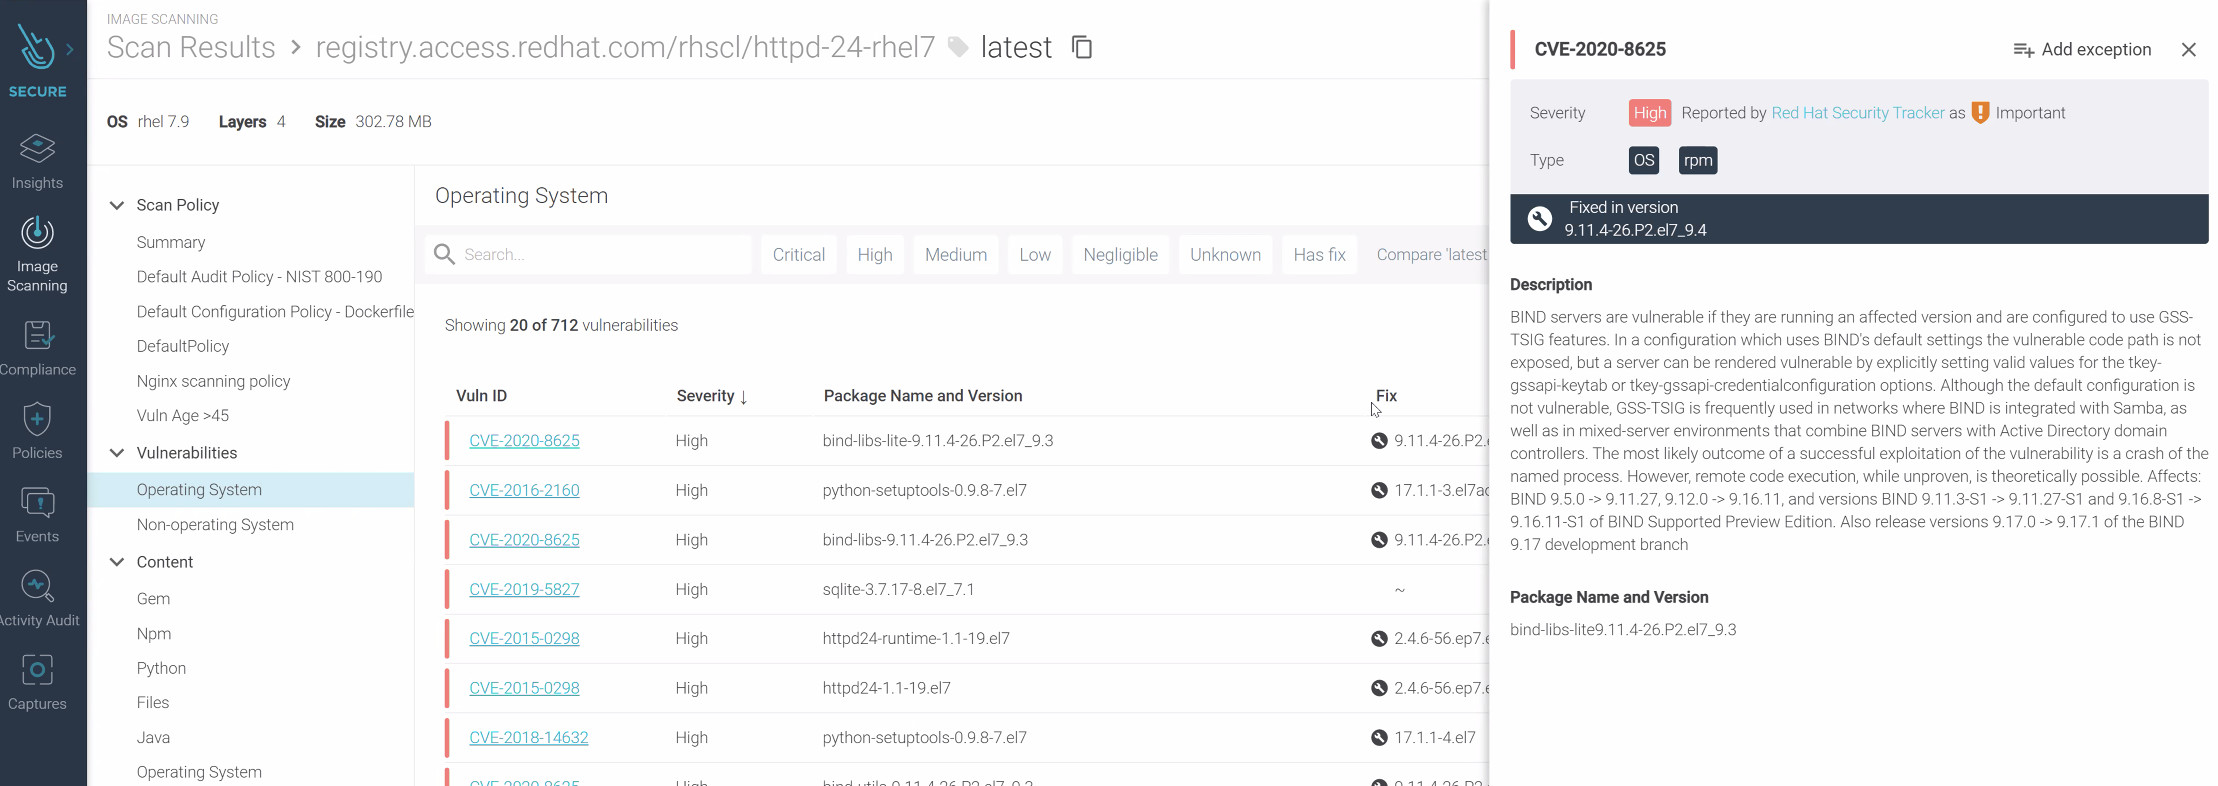 SECURE
Insights
Image
Scanning
Compliance
Policies
Events
Activity Audit
Captures
IMAGE SCANNING
Scan Results > registry.access.redhat.com/rhscl/httpd-24-rhel7 latest
OS rhel 7.9 Layers 4 Size 302.78 MB
Scan Policy
Summary
Default Audit Policy - NIST 800-190
Default Configuration Policy - Dockerfile
DefaultPolicy
Nginx scanning policy
Vuln Age >45
Vulnerabilities
Operating System
Non-operating System
Content
Gem
Npm
Python
Files
Java
Operating System
Operating System
Search... Critical High Medium Low Negligible Unknown Has fix Compare 'latest
Showing 20 of 712 vulnerabilities
Vuln ID Severity ↓ Package Name and Version Fix
CVE-2020-8625 High bind-libs-lite-9.11.4-26.P2.el7_9.3 9.11.4-26.P2.
CVE-2016-2160 High python-setuptools-0.9.8-7.el7 17.1.1-3.el7
CVE-2020-8625 High bind-libs-9.11.4-26.P2.el7_9.3 9.11.4-26.P2.
CVE-2019-5827 High sqlite-3.7.17-8.el7_7.1 ~
CVE-2015-0298 High httpd24-runtime-1.1-19.el7 2.4.6-56.ep7.
CVE-2015-0298 High httpd24-1.1-19.el7 2.4.6-56.ep7.
CVE-2018-14632 High python-setuptools-0.9.8-7.el7 17.1.1-4.el7
CVE-2020-8625 High bind-utils-9.11.4-26.P2.el7_9.3 9.11.4-26.P2
CVE-2020-8625 Add exception
Severity High Reported by Red Hat Security Tracker as Important
Type OS rpm
Fixed in version
9.11.4-26.P2.el7_9.4
Description
BIND servers are vulnerable if they are running an affected version and are configured to use GSS-
TSIG features. In a configuration which uses BIND's default settings the vulnerable code path is not
exposed, but a server can be rendered vulnerable by explicitly setting valid values for the tkey-
gssapi-keytab or tkey-gssapi-credentialconfiguration options. Although the default configuration is
not vulnerable, GSS-TSIG is frequently used in networks where BIND is integrated with Samba, as
well as in mixed-server environments that combine BIND servers with Active Directory domain
controllers. The most likely outcome of a successful exploitation of the vulnerability is a crash of the
named process. However, remote code execution, while unproven, is theoretically possible. Affects:
BIND 9.5.0 -> 9.11.27, 9.12.0 -> 9.16.11, and versions BIND 9.11.3-S1 -> 9.11.27-S1 and 9.16.8-S1 ->
9.16.11-S1 of BIND Supported Preview Edition. Also release versions 9.17.0 -> 9.17.1 of the BIND
9.17 development branch
Package Name and Version
bind-libs-lite9.11.4-26.P2.el7_9.3